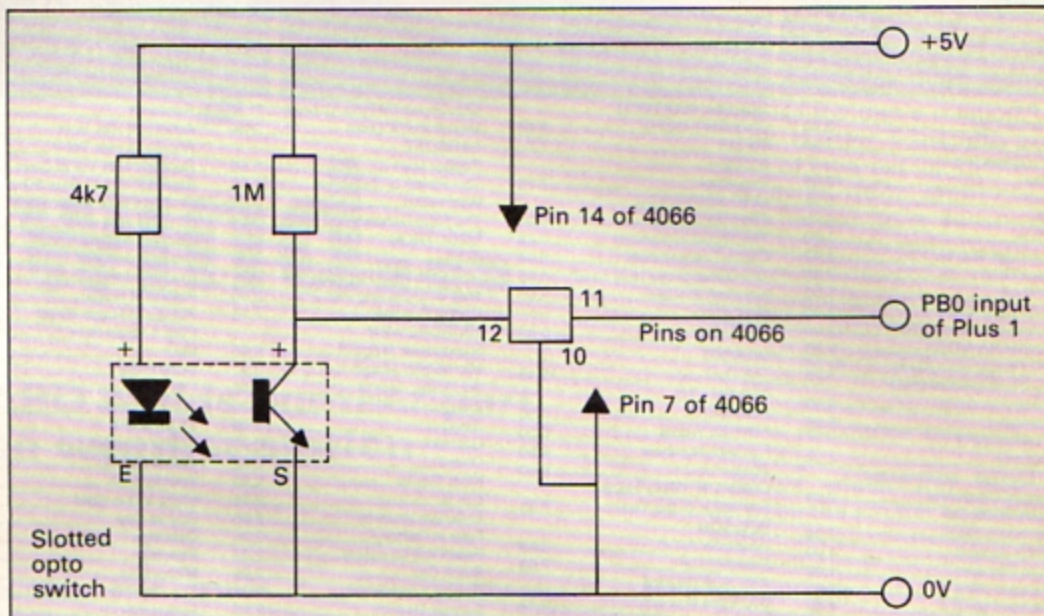 +5V
4k7
1M
Pin 14 of 4066
11
12
10
Pins on 4066
PB0 input
of Plus 1
+
+
Pin 7 of 4066
E
S
Slotted
opto
switch
0V